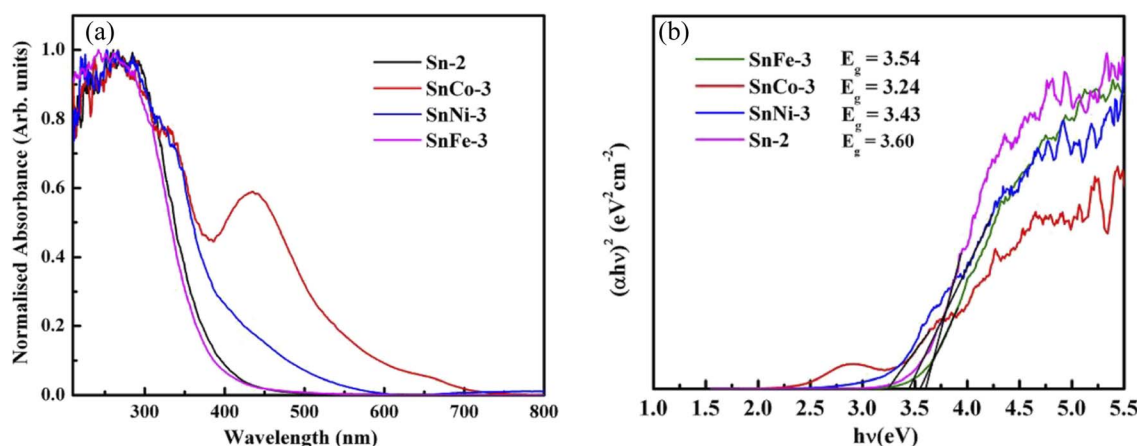 (a)
Normalised Absorbance (Arb. units)
1.0
0.8
0.6
0.4
0.2
0.0
Sn-2
SnCo-3
SnNi-3
SnFe-3
300 400 500 600 700 800
Wavelength (nm)
(b)
(αhν)² (eV²cm⁻²)
SnFe-3 E_g = 3.54
SnCo-3 E_g = 3.24
SnNi-3 E_g = 3.43
Sn-2 E_g = 3.60
1.0 1.5 2.0 2.5 3.0 3.5 4.0 4.5 5.0 5.5
hν(eV)